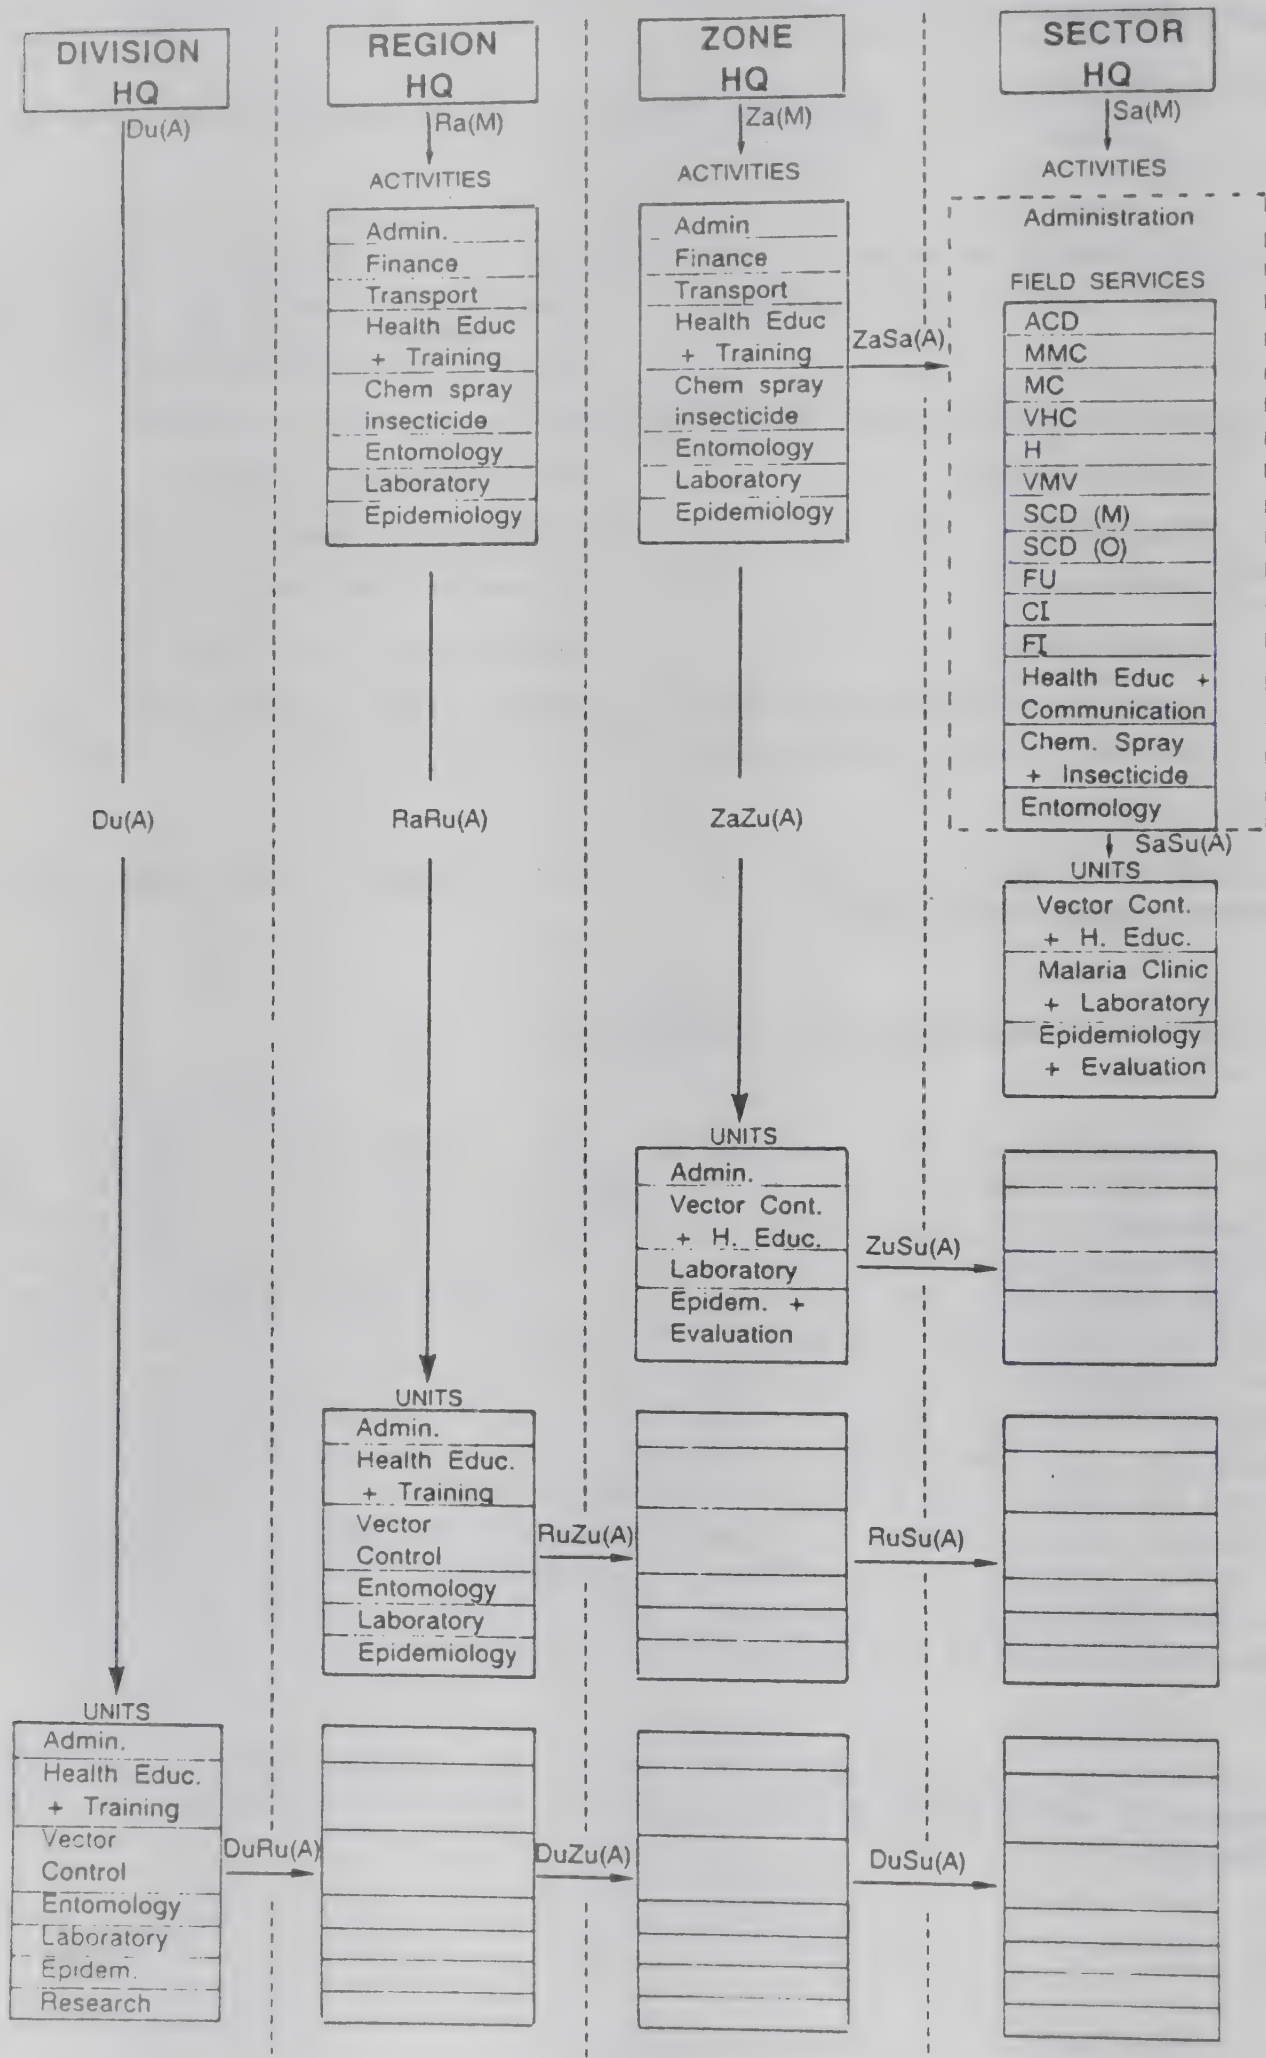 DIVISION
HQ
Du(A)
Du(A)
UNITS
Admin.
Health Educ.
+ Training
Vector
Control
Entomology
Laboratory
Epidem.
Research
DuRu(A)
REGION
HQ
Ra(M)
ACTIVITIES
Admin.
Finance
Transport
Health Educ
+ Training
Chem spray
insecticide
Entomology
Laboratory
Epidemiology
RaRu(A)
UNITS
Admin.
Health Educ.
+ Training
Vector
Control
Entomology
Laboratory
Epidemiology
RuZu(A)
DuZu(A)
ZONE
HQ
Za(M)
ACTIVITIES
Admin
Finance
Transport
Health Educ
+ Training
Chem spray
insecticide
Entomology
Laboratory
Epidemiology
ZaSa(A)
ZaZu(A)
UNITS
Admin.
Vector Cont.
+ H. Educ.
Laboratory
Epidem. +
Evaluation
ZuSu(A)
RuSu(A)
DuSu(A)
SECTOR
HQ
Sa(M)
ACTIVITIES
Administration
FIELD SERVICES
ACD
MMC
MC
VHC
H
VMV
SCD (M)
SCD (O)
FU
CI
FI
Health Educ +
Communication
Chem. Spray
+ Insecticide
Entomology
SaSu(A)
UNITS
Vector Cont.
+ H. Educ.
Malaria Clinic
+ Laboratory
Epidemiology
+ Evaluation